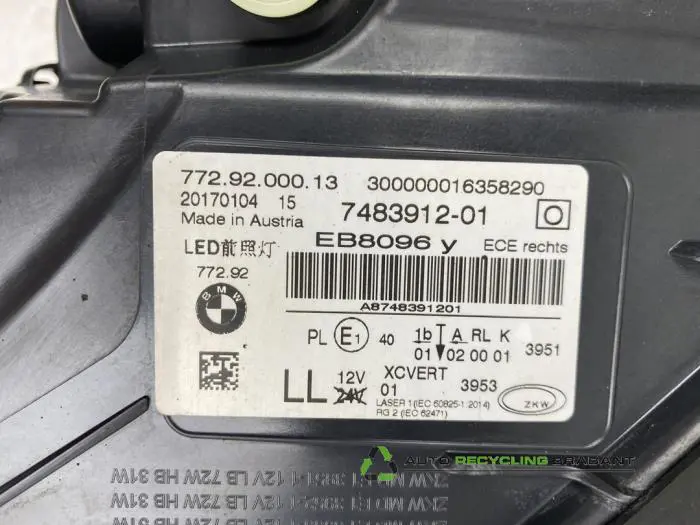 772.92.000.13 300000016358290
20170104 15 7483912-01
Made in Austria
EB8096 y ECE rechts
LED前照灯
772.92
BMW
A8748391201
PL E1 40 1b A RL K 3951
01 02 00 01
LL 12V 24V XCVERT
01 3953
LASER 1(IEC 60825-1:2014)
RG 2 (IEC 62471)
ZKW
AUTO
RECYCLING BRABANT